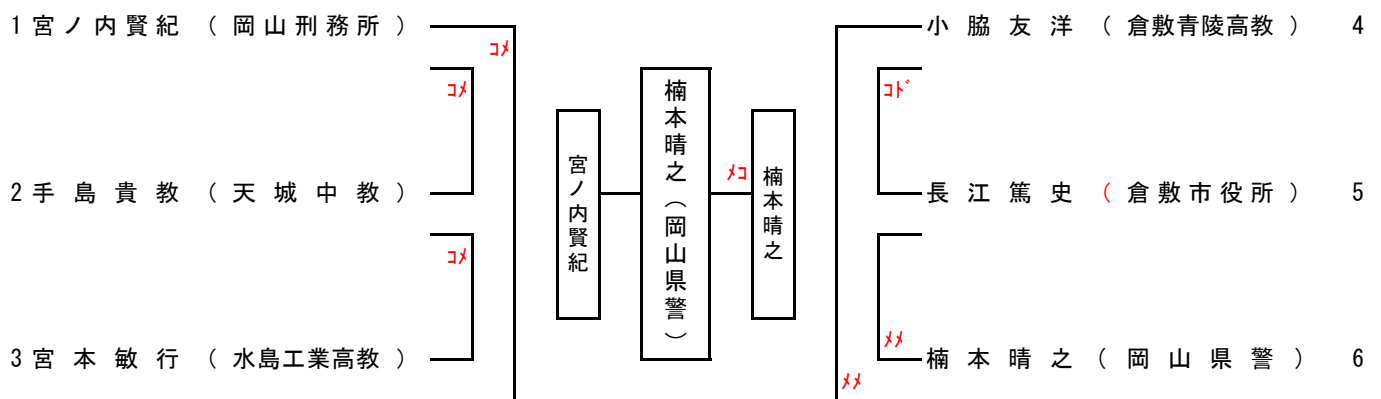 1 宮ノ内賢紀 （ 岡山刑務所 ）
コメ
コメ
2 手島貴教 （ 天城中教 ）
コメ
3 宮本敏行 （ 水島工業高教 ）
宮ノ内賢紀
楠本晴之（岡山県警）
メコ
楠本晴之
小脇友洋 （ 倉敷青陵高教 ） 4
コド
長江篤史 （ 倉敷市役所 ） 5
メメ
楠本晴之 （ 岡山県警 ） 6
メメ